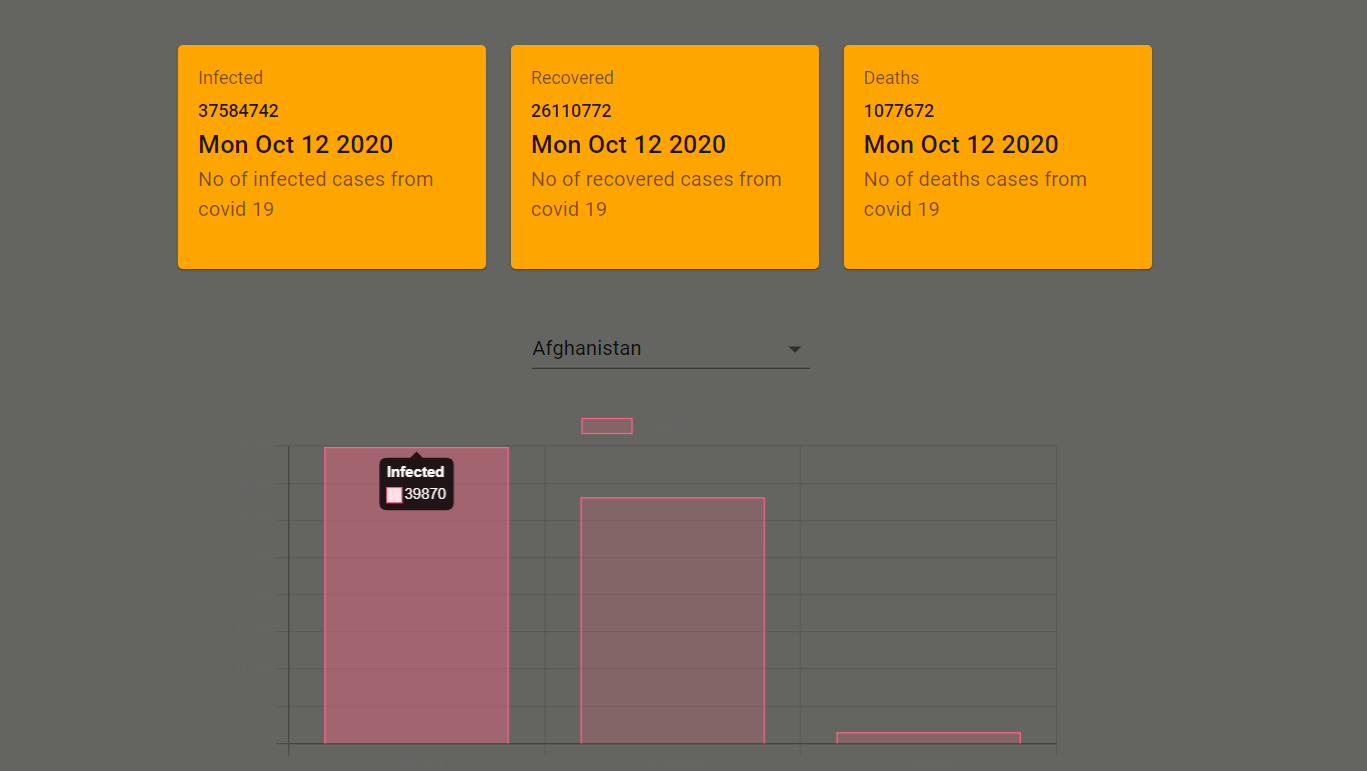 Infected
37584742
Mon Oct 12 2020
No of infected cases from
covid 19
Recovered
26110772
Mon Oct 12 2020
No of recovered cases from
covid 19
Deaths
1077672
Mon Oct 12 2020
No of deaths cases from
covid 19
Afghanistan
Infected
39870